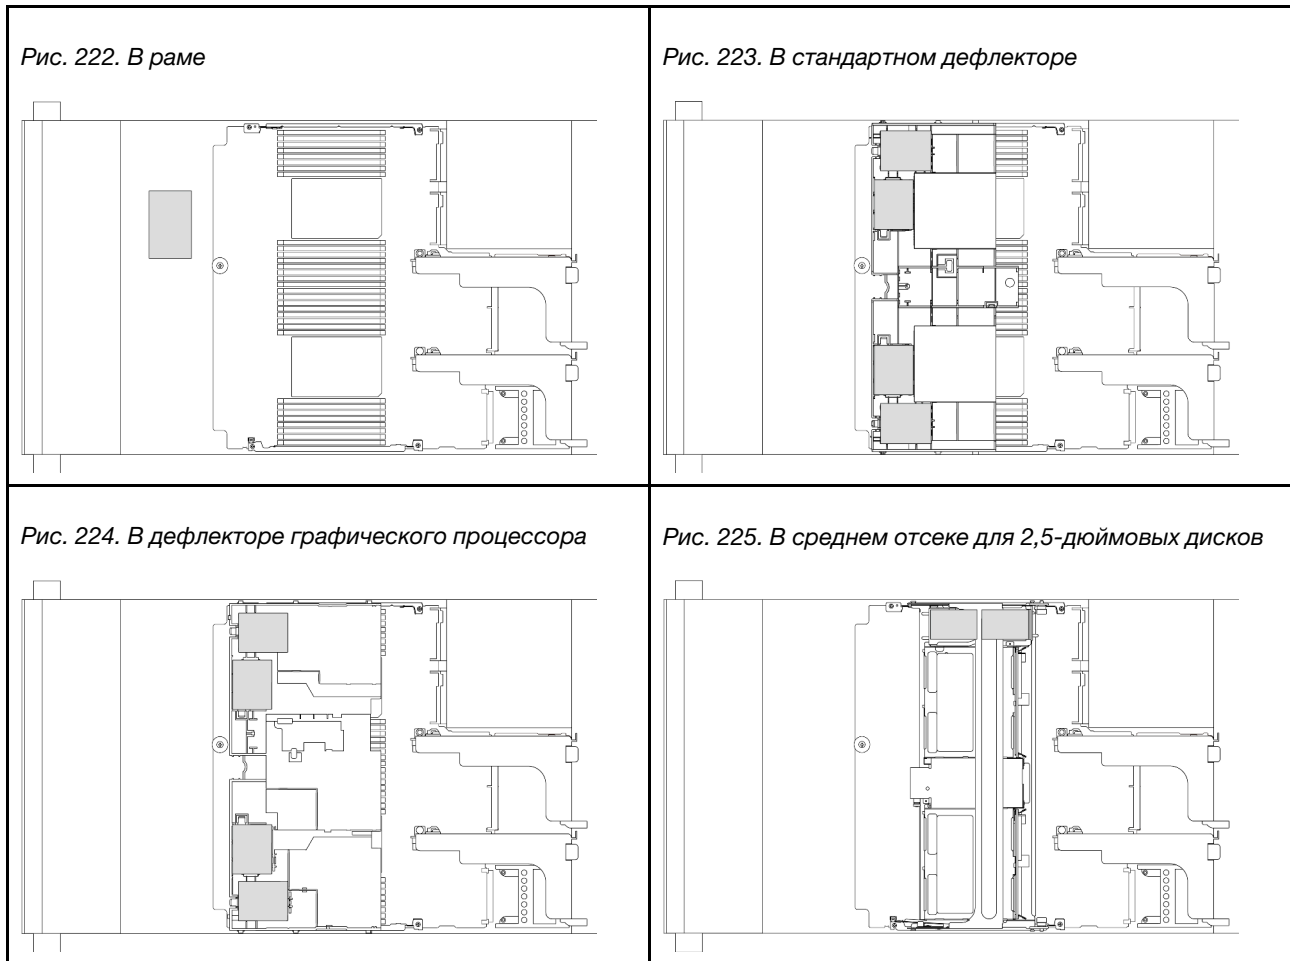 Рис. 222. В раме
Рис. 223. В стандартном дефлекторе
Рис. 224. В дефлекторе графического процессора
Рис. 225. В среднем отсеке для 2,5-дюймовых дисков